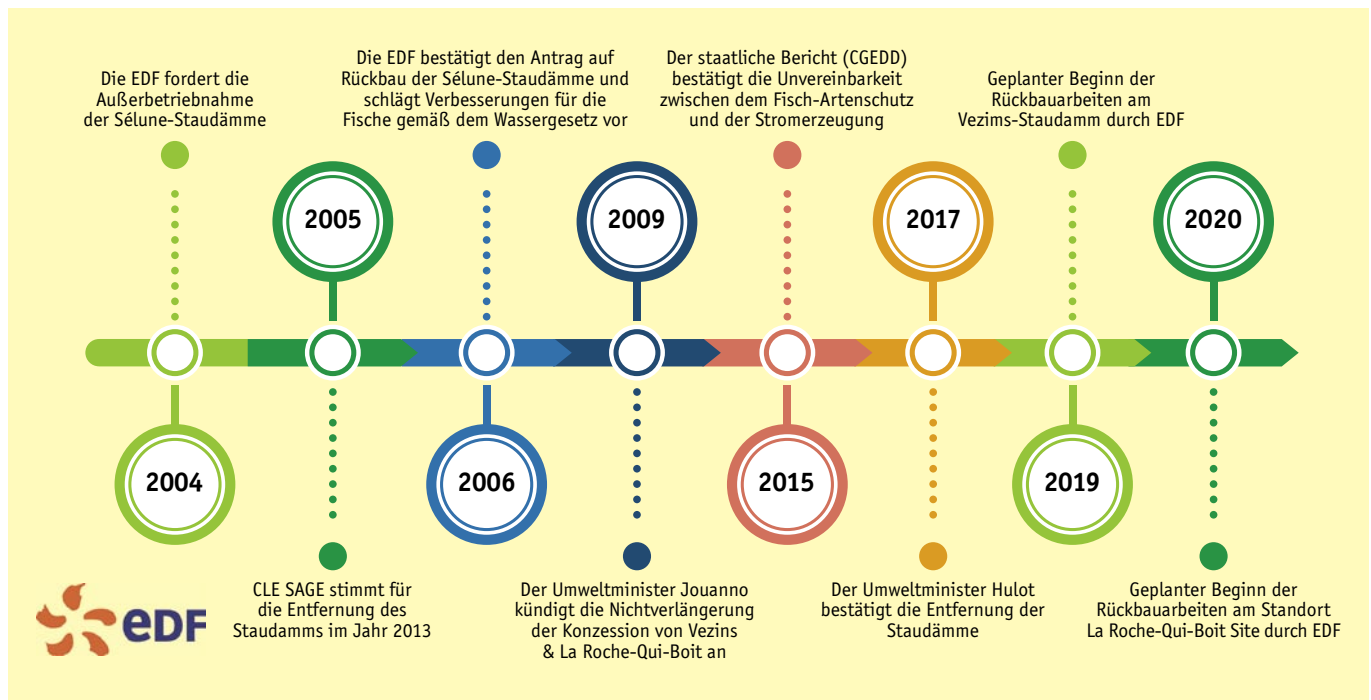 Die EDF fordert die
Außerbetriebnahme
der Sélune-Staudämme
2004
2005
CLE SAGE stimmt für
die Entfernung des
Staudamms im Jahr 2013
Die EDF bestätigt den Antrag auf
Rückbau der Sélune-Staudämme und
schlägt Verbesserungen für die
Fische gemäß dem Wassergesetz vor
2006
2009
Der Umweltminister Jouanno
kündigt die Nichtverlängerung
der Konzession von Vezins
& La Roche-Qui-Boit an
Der staatliche Bericht (CGEDD)
bestätigt die Unvereinbarkeit
zwischen dem Fisch-Artenschutz
und der Stromerzeugung
2015
2017
Der Umweltminister Hulot
bestätigt die Entfernung der
Staudämme
Geplanter Beginn der
Rückbauarbeiten am
Vezims-Staudamm durch EDF
2019
2020
Geplanter Beginn der
Rückbauarbeiten am Standort
La Roche-Qui-Boit Site durch EDF
eDF